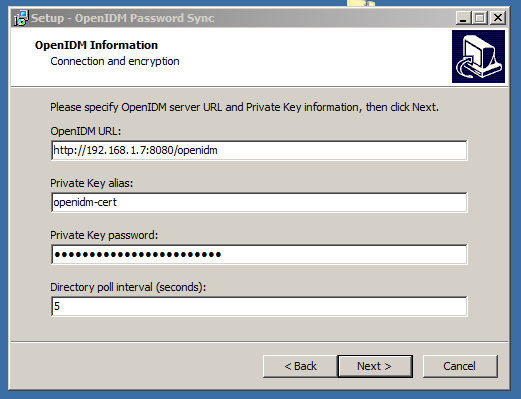 Setup - OpenIDM Password Sync
OpenIDM Information
Connection and encryption
Please specify OpenIDM server URL and Private Key information, then click Next.
OpenIDM URL:
http://192.168.1.7:8080/openidm
Private Key alias:
openidm-cert
Private Key password:
••••••••••••••••••••••••
Directory poll interval (seconds):
5
< Back Next > Cancel